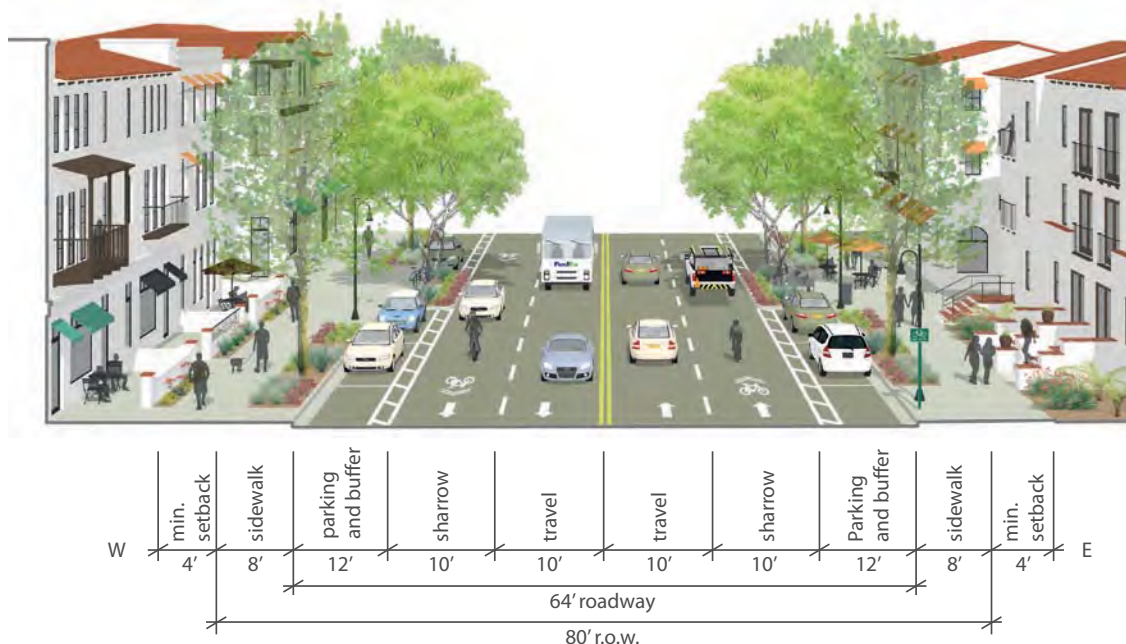 FedEx
min.
setback
sidewalk
parking
and buffer
sharrow
travel
travel
sharrow
Parking
and buffer
sidewalk
min.
setback
W
4’
8’
12’
10’
10’
10’
10’
12’
8’
4’
E
64’ roadway
80’ r.o.w.